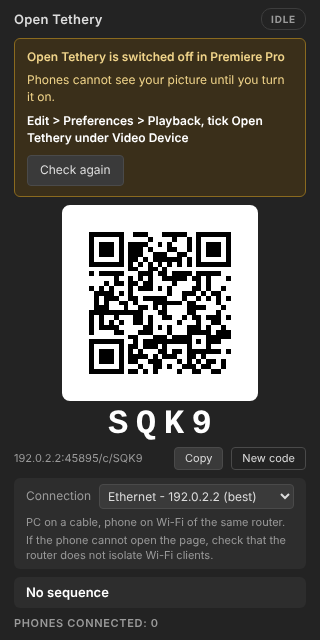 Open Tethery
IDLE
Open Tethery is switched off in Premiere Pro
Phones cannot see your picture until you turn
it on.
Edit > Preferences > Playback, tick Open
Tethery under Video Device
Check again
SQK9
192.0.2.2:45895/c/SQK9
Copy
New code
Connection
Ethernet - 192.0.2.2 (best)
PC on a cable, phone on Wi-Fi of the same router.
If the phone cannot open the page, check that the
router does not isolate Wi-Fi clients.
No sequence
PHONES CONNECTED: 0